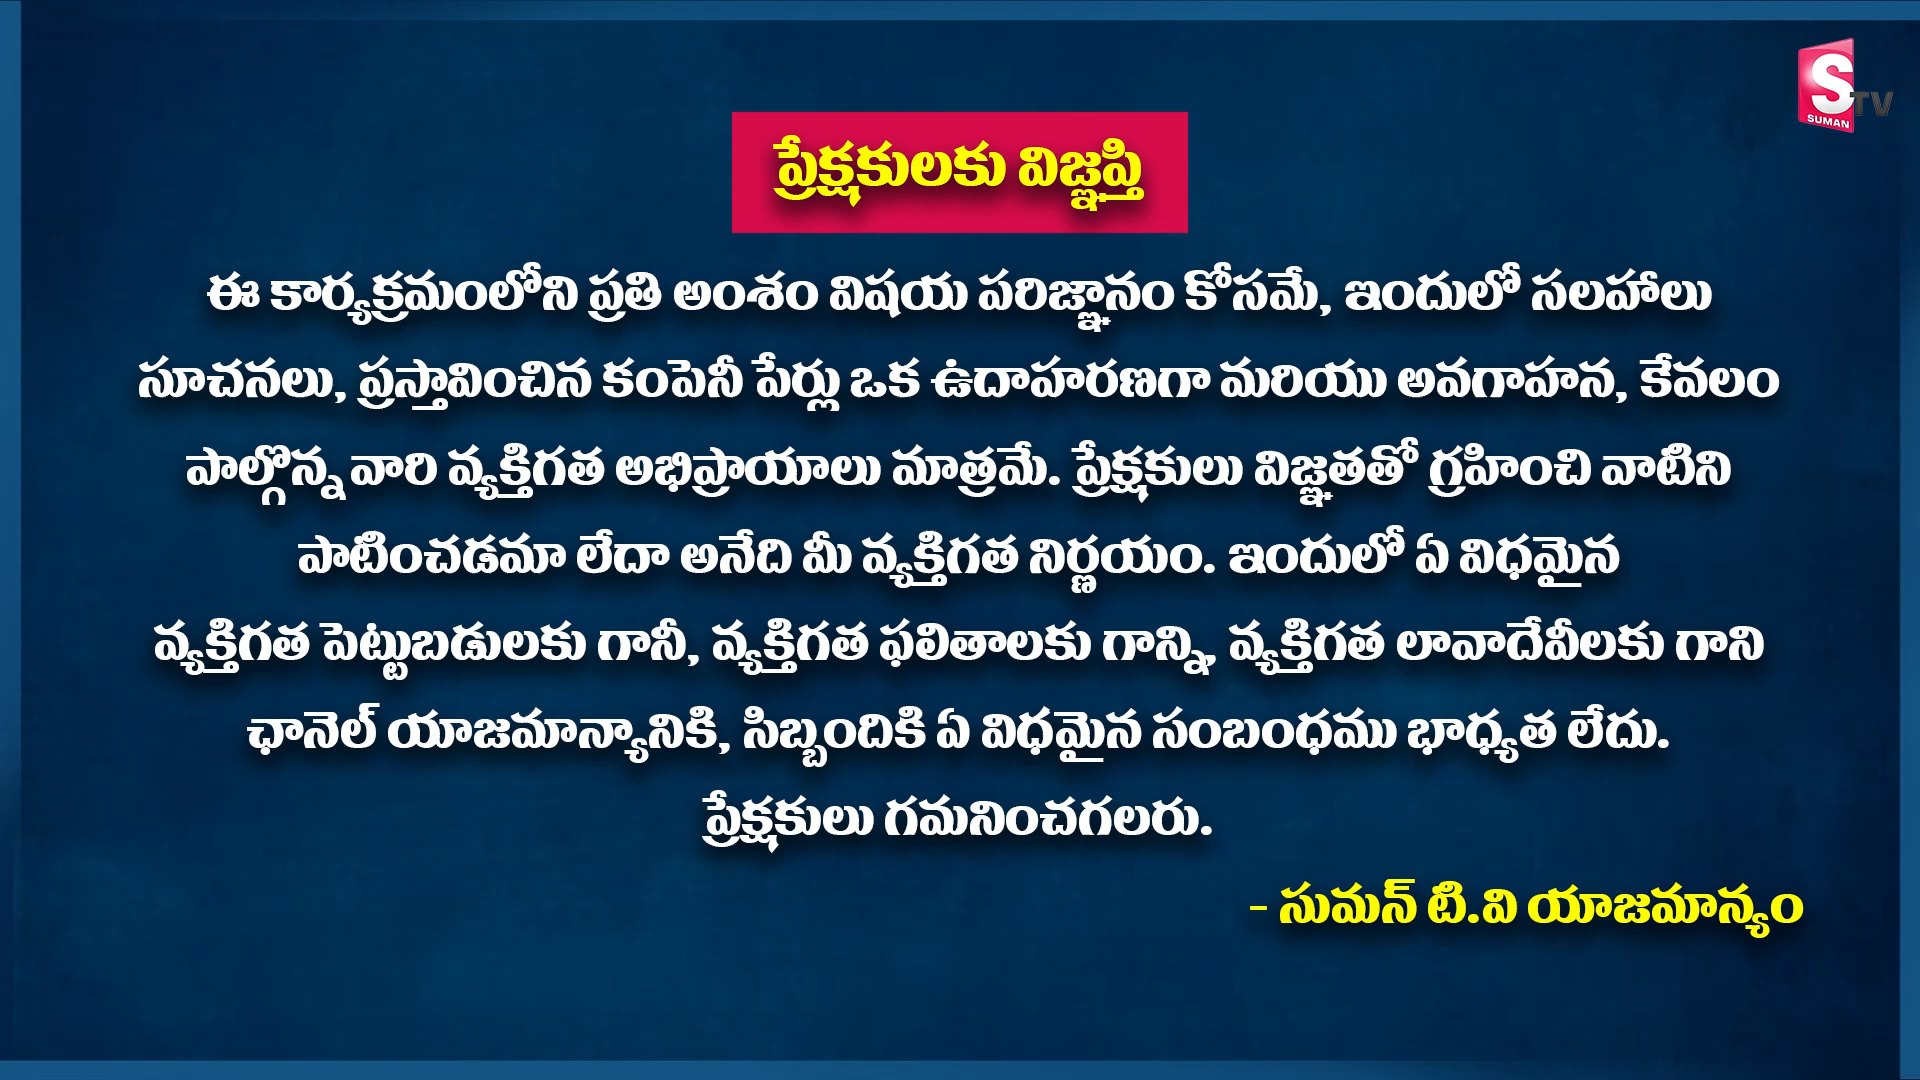 S
SUMAN
TV
ప్రేక్షకులకు విజ్ఞప్తి
ఈ కార్యక్రమంలోని ప్రతి అంశం విషయ పరిజ్ఞానం కోసమే, ఇందులో సలహాలు
సూచనలు, ప్రస్తావించిన కంపెనీ పేర్లు ఒక ఉదాహరణగా మరియు అవగాహన, కేవలం
పాల్గొన్న వారి వ్యక్తిగత అభిప్రాయాలు మాత్రమే. ప్రేక్షకులు విజ్ఞతతో గ్రహించి వాటిని
పాటించడమా లేదా అనేది మీ వ్యక్తిగత నిర్ణయం. ఇందులో ఏ విధమైన
వ్యక్తిగత పెట్టుబడులకు గానీ, వ్యక్తిగత ఫలితాలకు గాన్ని, వ్యక్తిగత లావాదేవీలకు గాని
ఛానెల్ యాజమాన్యానికి, సిబ్బందికి ఏ విధమైన సంబంధము భాధ్యత లేదు.
ప్రేక్షకులు గమనించగలరు.
- సుమన్ టి.వి యాజమాన్యం